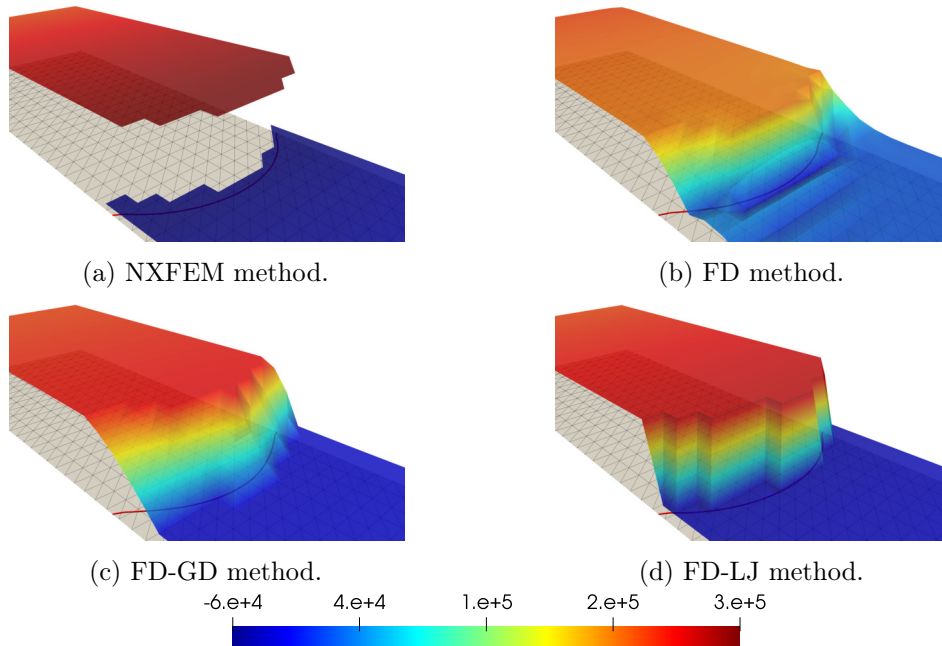 (a) NXFEM method.
(b) FD method.
(c) FD-GD method.
(d) FD-LJ method.
-6.e+4 4.e+4 1.e+5 2.e+5 3.e+5